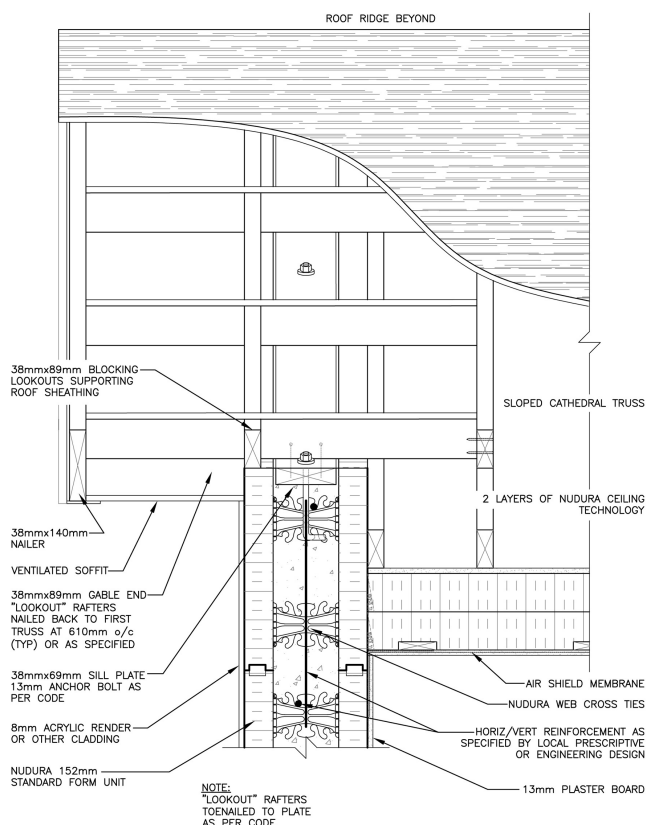 ROOF RIDGE BEYOND
38mmx89mm BLOCKING
LOOKOUTS SUPPORTING
ROOF SHEATHING
38mmx140mm
NAILER
VENTILATED SOFFIT
38mmx89mm GABLE END
"LOOKOUT" RAFTERS
NAILED BACK TO FIRST
TRUSS AT 610mm o/c
(TYP) OR AS SPECIFIED
38mmx69mm SILL PLATE
13mm ANCHOR BOLT AS
PER CODE
8mm ACRYLIC RENDER
OR OTHER CLADDING
NUDURA 152mm
STANDARD FORM UNIT
NOTE:
"LOOKOUT" RAFTERS
TOENAILED TO PLATE
AS PER CODE
SLOPED CATHEDRAL TRUSS
2 LAYERS OF NUDURA CEILING
TECHNOLOGY
AIR SHIELD MEMBRANE
NUDURA WEB CROSS TIES
HORIZ/VERT REINFORCEMENT AS
SPECIFIED BY LOCAL PRESCRIPTIVE
OR ENGINEERING DESIGN
13mm PLASTER BOARD